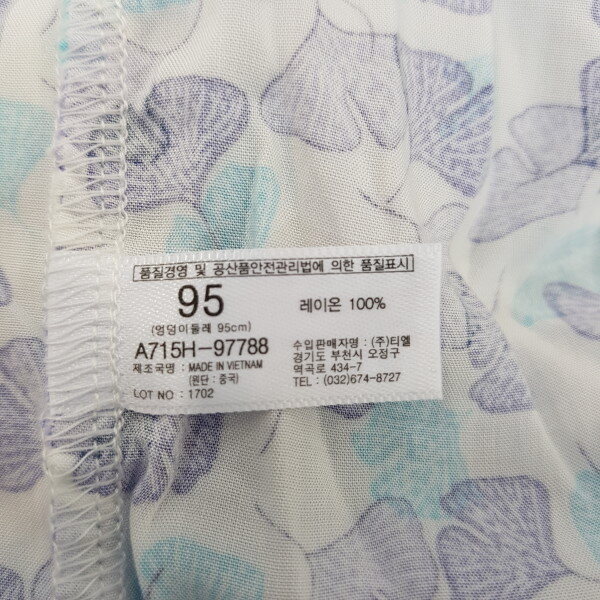 품질경영 및 공산품안전관리법에 의한 품질표시
95
(엉덩이둘레 95cm)
A715H-97788
제조국명 : MADE IN VIETNAM
(원단 : 중국)
LOT NO : 1702
레이온 100%
수입판매자명 : (주)티엘
경기도 부천시 오정구
역곡로 434-7
TEL : (032)674-8727